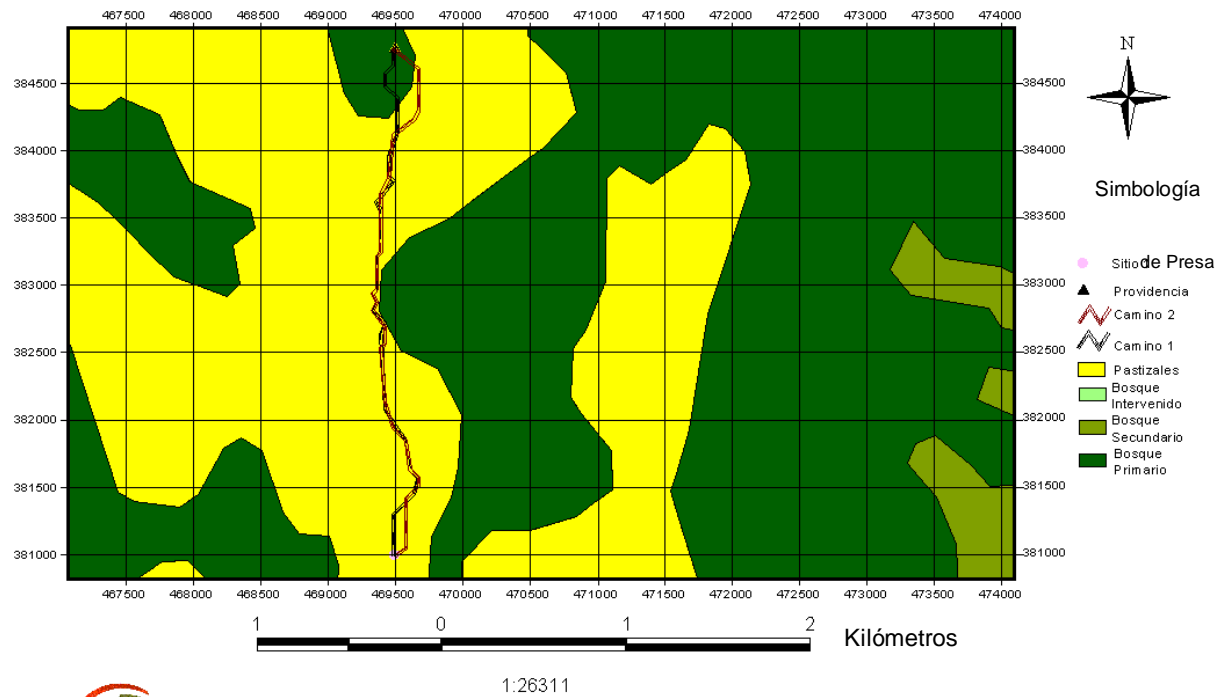 467500 468000 468500 469000 469500 470000 470500 471000 471500 472000 472500 473000 473500 474000
384500 384500
384000 384000
383500 383500
383000 383000
382500 382500
382000 382000
381500 381500
381000 381000
467500 468000 468500 469000 469500 470000 470500 471000 471500 472000 472500 473000 473500 474000
N
Simbología
Sitio de Presa
Providencia
Camino 2
Camino 1
Pastizales
Bosque
Intervenido
Bosque
Secundario
Bosque
Primario
1 0 1 2
Kilómetros
1:26311